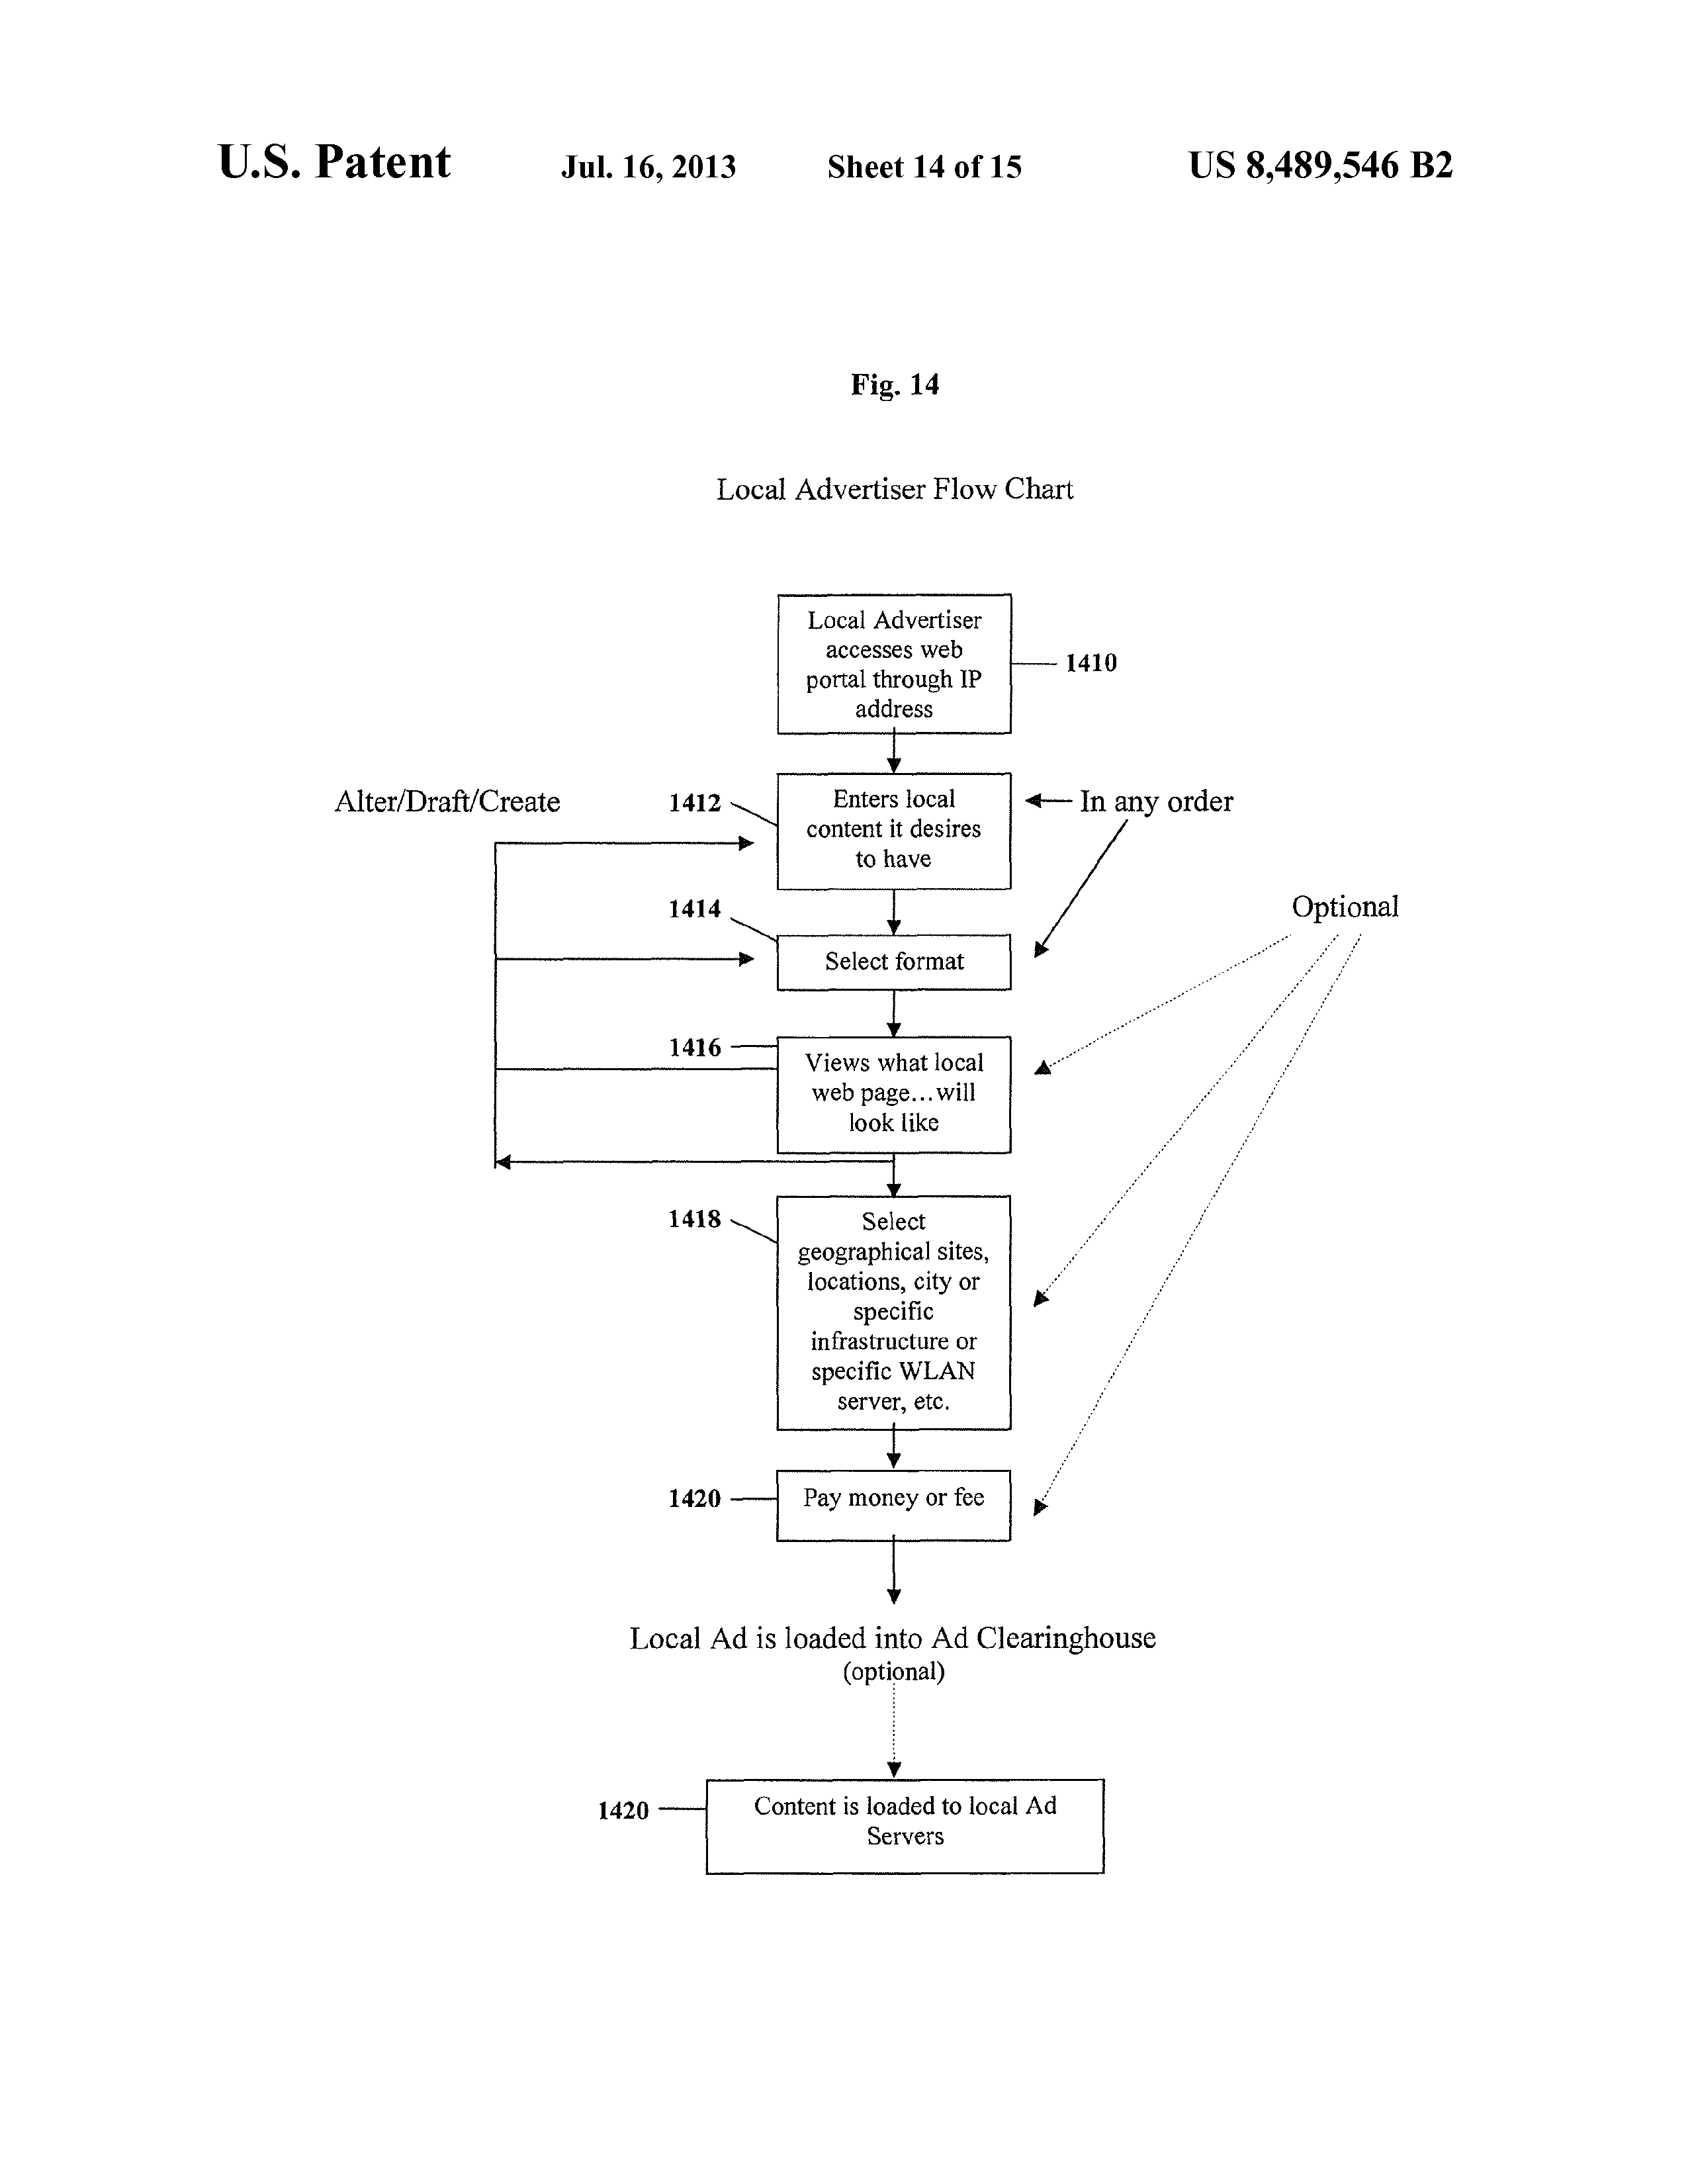 U.S. Patent Jul. 16, 2013 Sheet 14 of 15 US 8,489,546 B2
Fig. 14
Local Advertiser Flow Chart
Local Advertiser
accesses web
portal through IP
address
1410
Alter/Draft/Create
1412
Enters local
content it desires
to have
In any order
1414
Select format
Optional
1416
Views what local
web page...will
look like
1418
Select
geographical sites,
locations, city or
specific
infrastructure or
specific WLAN
server, etc.
1420
Pay money or fee
Local Ad is loaded into Ad Clearinghouse
(optional)
1420
Content is loaded to local Ad
Servers